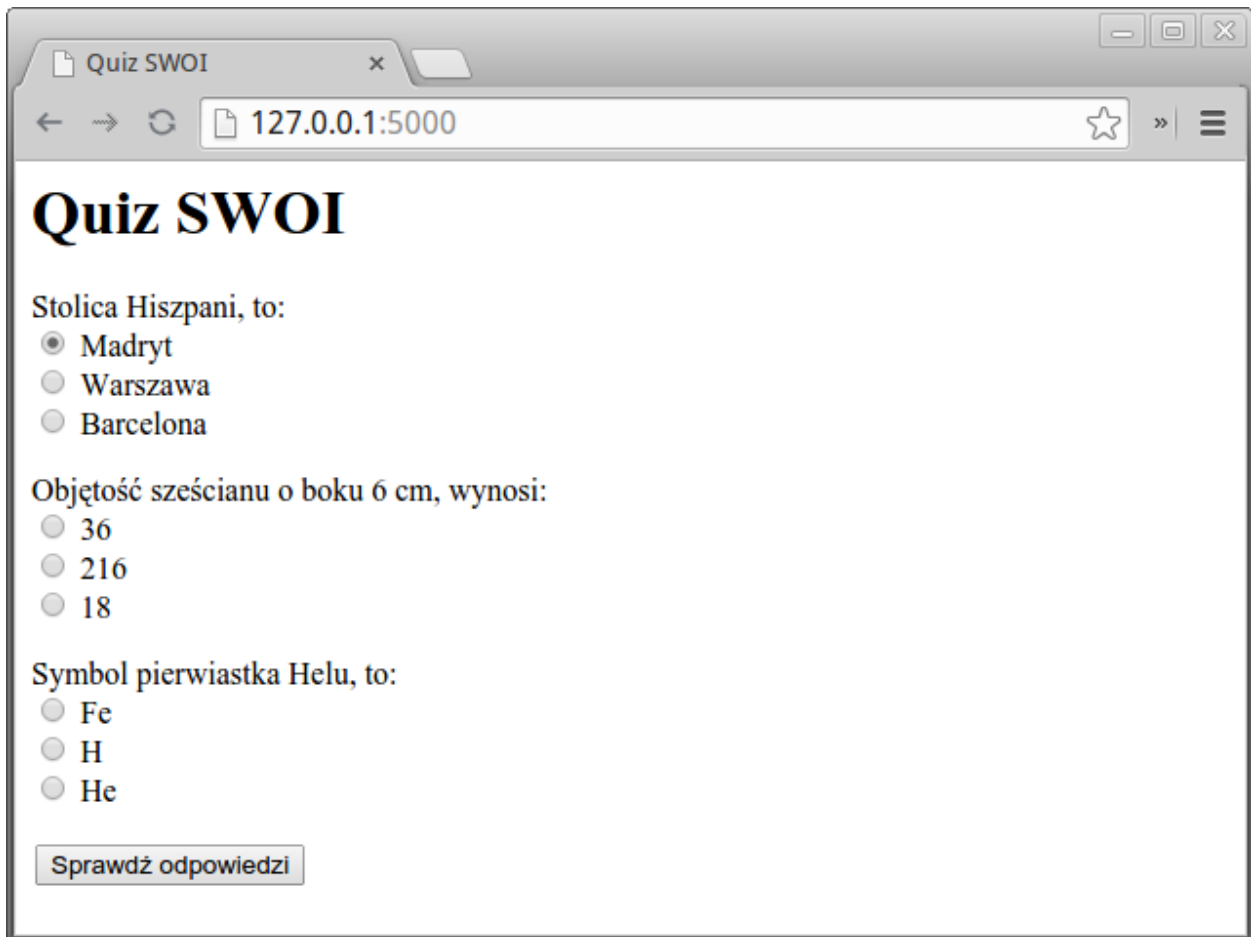 Quiz SWOI
127.0.0.1:5000
Quiz SWOI
Stolica Hiszpani, to:
Madryt
Warszawa
Barcelona
Objętość sześcianu o boku 6 cm, wynosi:
36
216
18
Symbol pierwiastka Helu, to:
Fe
H
He
Sprawdź odpowiedzi